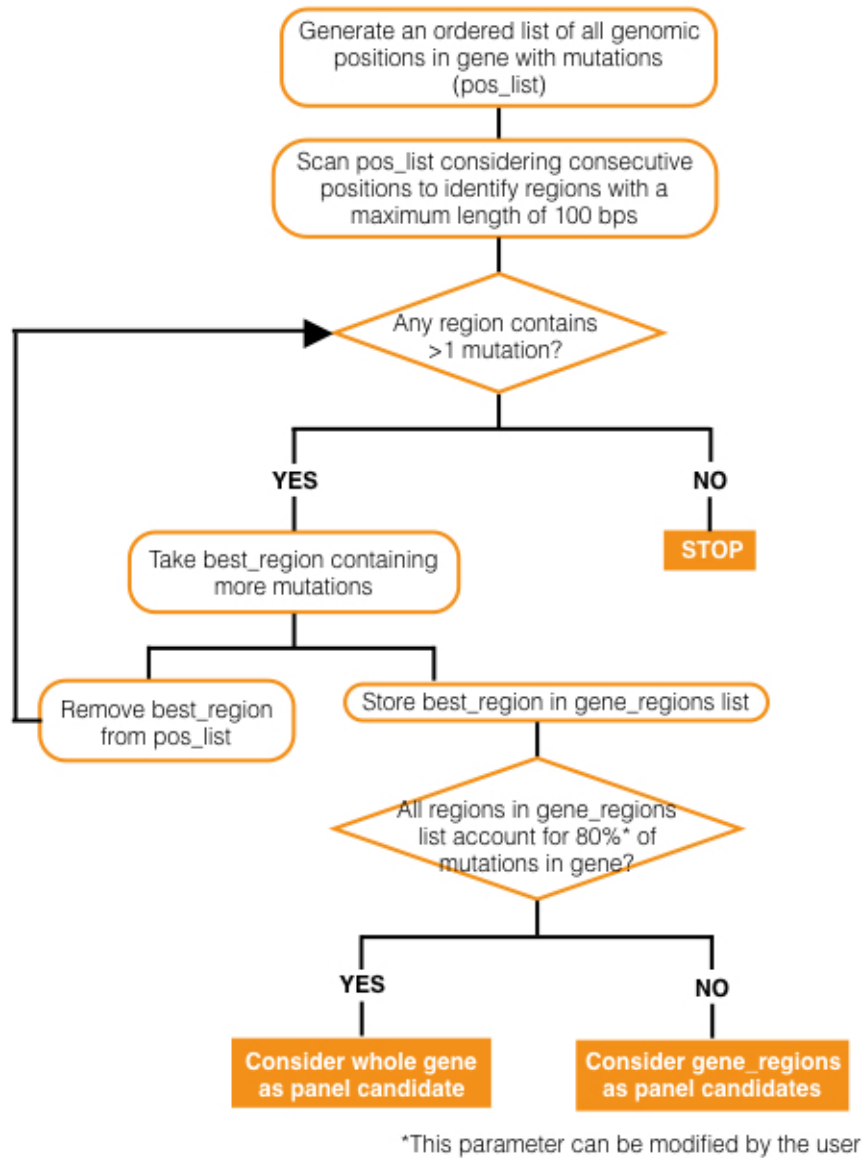 Generate an ordered list of all genomic
positions in gene with mutations
(pos_list)
Scan pos_list considering consecutive
positions to identify regions with a
maximum length of 100 bps
Any region contains
>1 mutation?
YES
NO
STOP
Take best_region containing
more mutations
Remove best_region
from pos_list
Store best_region in gene_regions list
All regions in gene_regions
list account for 80%* of
mutations in gene?
YES
NO
Consider whole gene
as panel candidate
Consider gene_regions
as panel candidates
*This parameter can be modified by the user